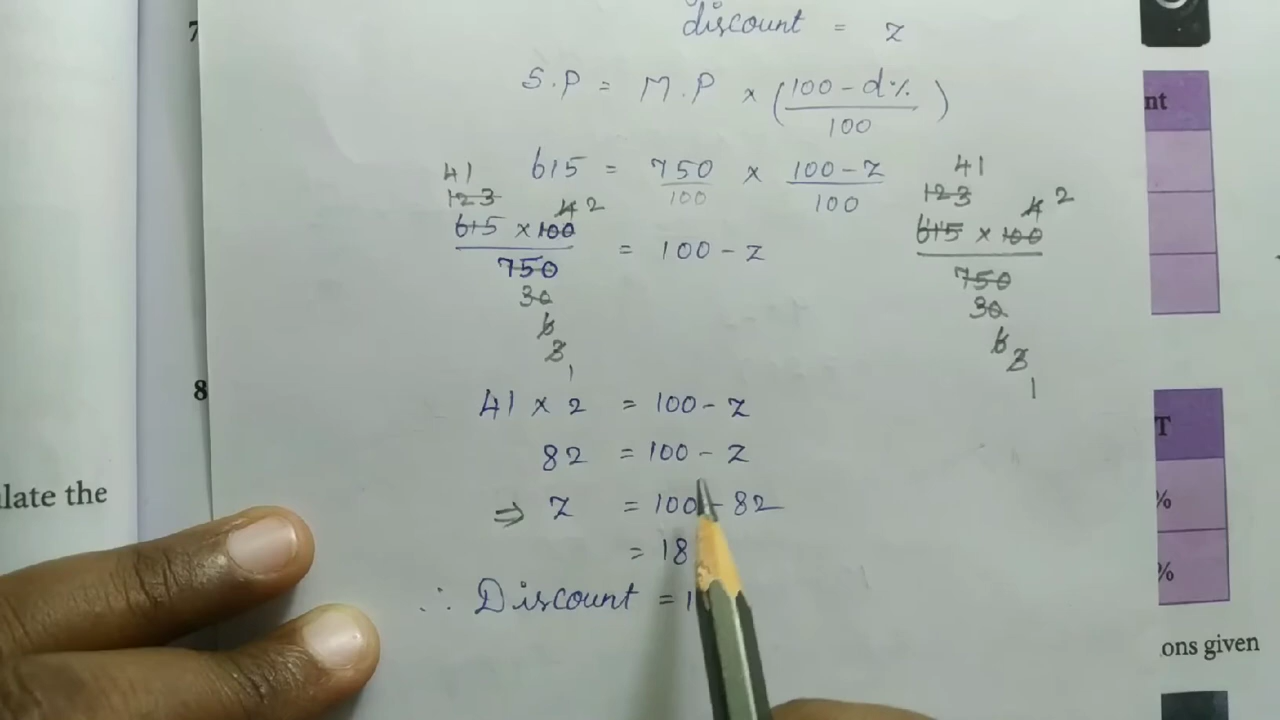 7
discount = z
S.P = M.P × (100 - d% / 100)
615 = 750/100 × 100 - z / 100
41
123
4 2
615 × 100 / 750 = 100 - z
30
6
3
1
41
123
4 2
615 × 100 / 750
30
6
3
1
41 × 2 = 100 - z
82 = 100 - z
⇒ z = 100 - 82
= 18
∴ Discount = 1
8
late the
nt
T
%
%
ons given